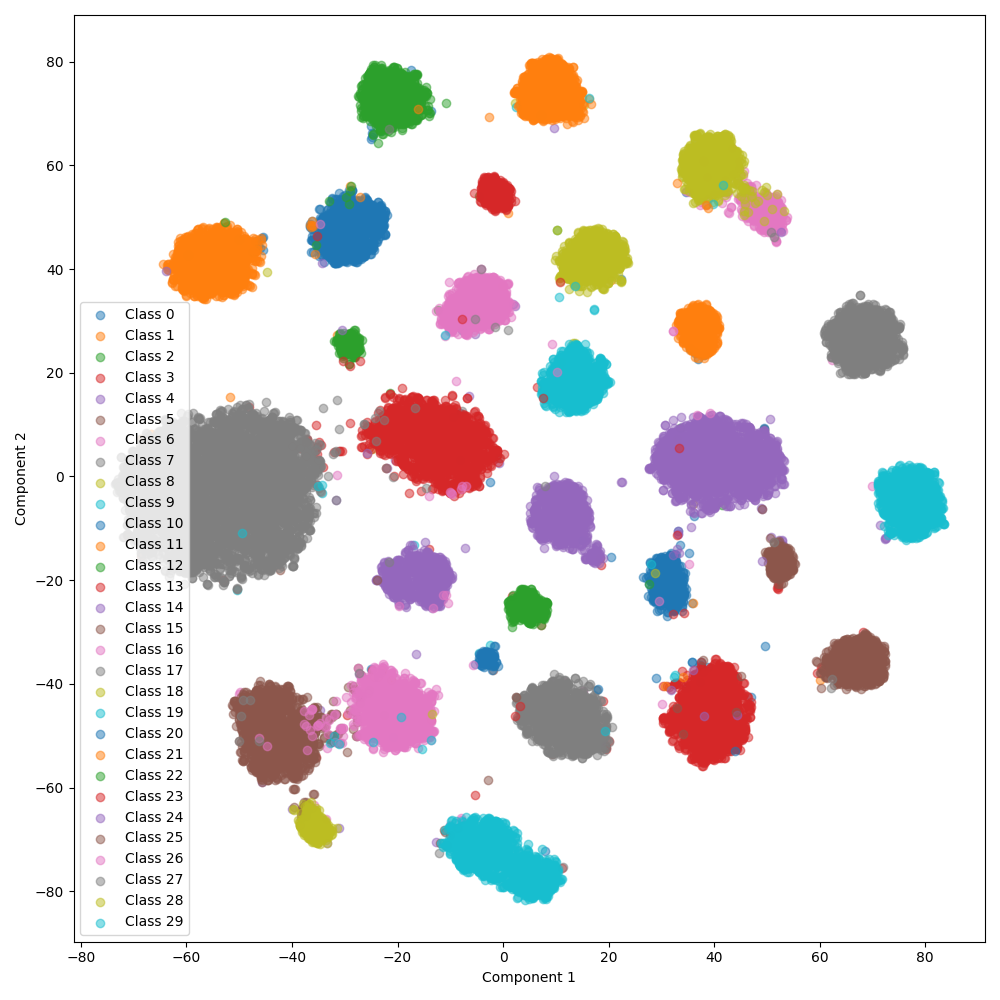 80
60
40
20
0
−20
−40
−60
−80
Component 2
Class 0
Class 1
Class 2
Class 3
Class 4
Class 5
Class 6
Class 7
Class 8
Class 9
Class 10
Class 11
Class 12
Class 13
Class 14
Class 15
Class 16
Class 17
Class 18
Class 19
Class 20
Class 21
Class 22
Class 23
Class 24
Class 25
Class 26
Class 27
Class 28
Class 29
−80 −60 −40 −20 0 20 40 60 80
Component 1